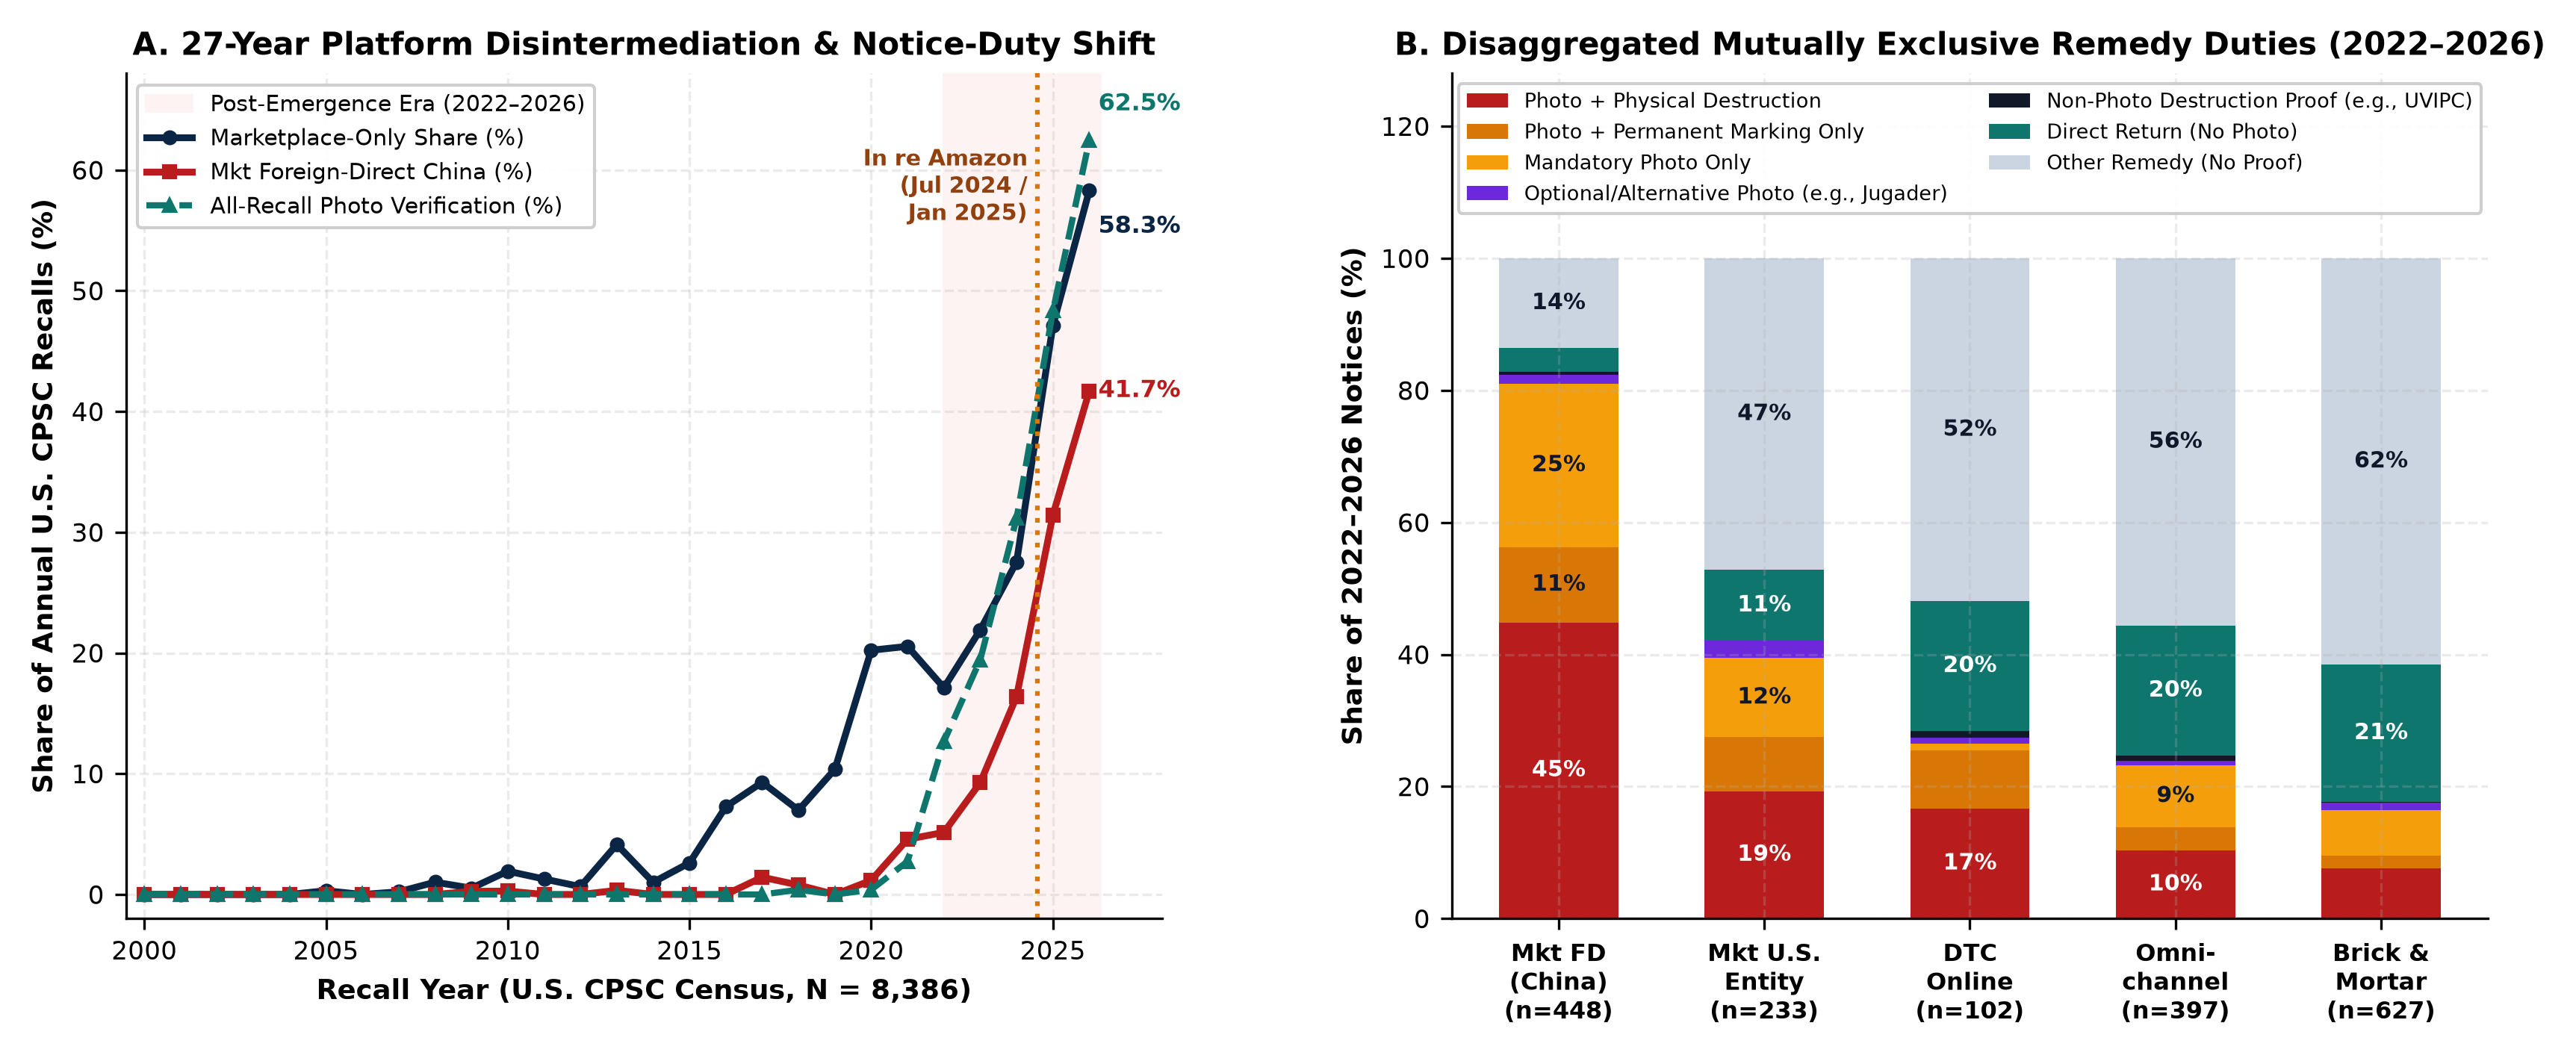 A. 27-Year Platform Disintermediation & Notice-Duty Shift
Share of Annual U.S. CPSC Recalls (%)
60
50
40
30
20
10
0
Post-Emergence Era (2022–2026)
Marketplace-Only Share (%)
Mkt Foreign-Direct China (%)
All-Recall Photo Verification (%)
In re Amazon
(Jul 2024 /
Jan 2025)
62.5%
58.3%
41.7%
2000
2005
2010
2015
2020
2025
Recall Year (U.S. CPSC Census, N = 8,386)
B. Disaggregated Mutually Exclusive Remedy Duties (2022–2026)
Share of 2022–2026 Notices (%)
120
100
80
60
40
20
0
Photo + Physical Destruction
Photo + Permanent Marking Only
Mandatory Photo Only
Optional/Alternative Photo (e.g., Jugader)
Non-Photo Destruction Proof (e.g., UVIPC)
Direct Return (No Photo)
Other Remedy (No Proof)
14%
25%
11%
45%
47%
11%
12%
19%
52%
20%
17%
56%
20%
9%
10%
62%
21%
Mkt FD
(China)
(n=448)
Mkt U.S.
Entity
(n=233)
DTC
Online
(n=102)
Omni-
channel
(n=397)
Brick &
Mortar
(n=627)